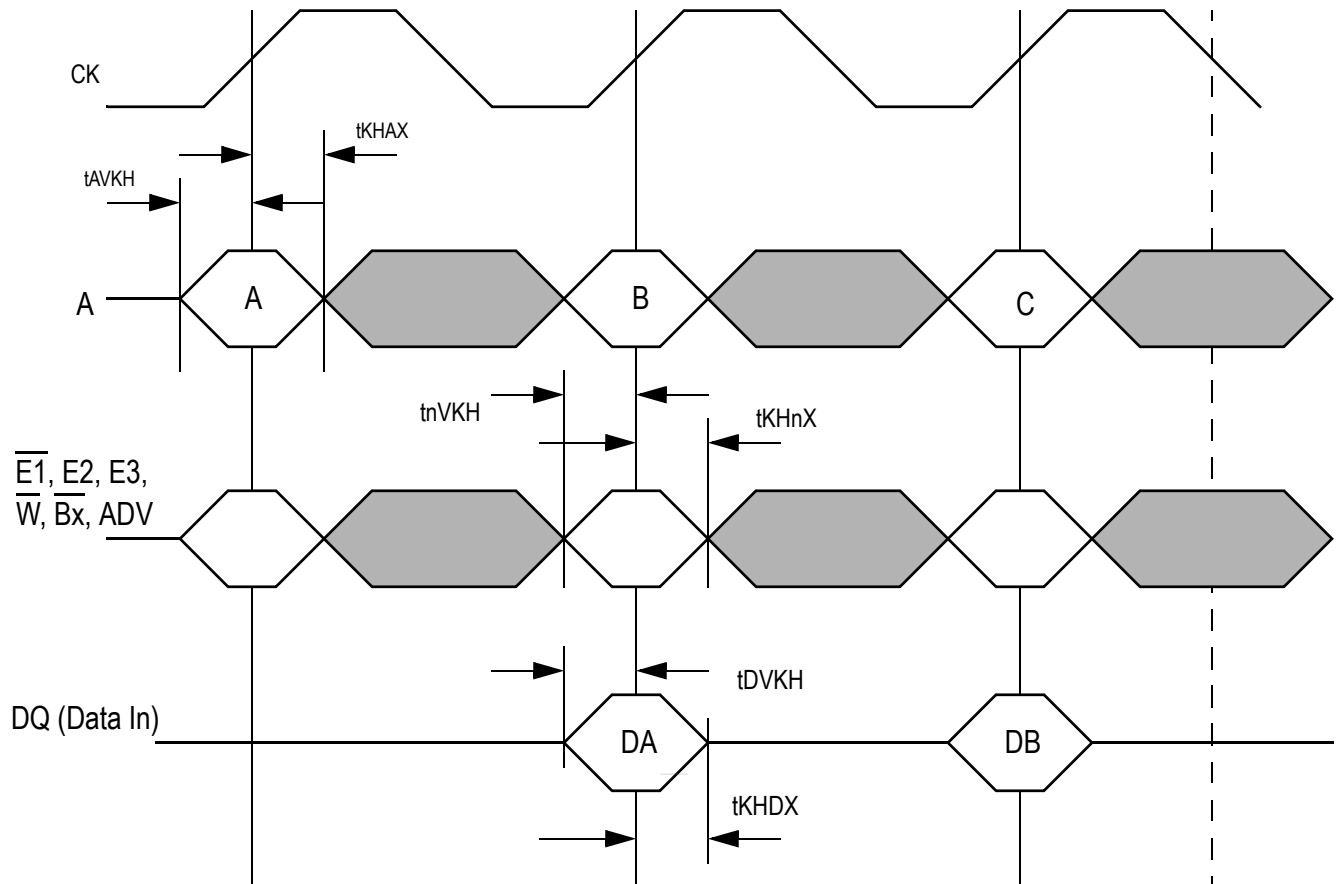 CK
tKHAX
tAVKH
A
A
B
C
tnVKH
tKHnX
E1, E2, E3,
W, Bx, ADV
tDVKH
DQ (Data In)
DA
DB
tKHDX